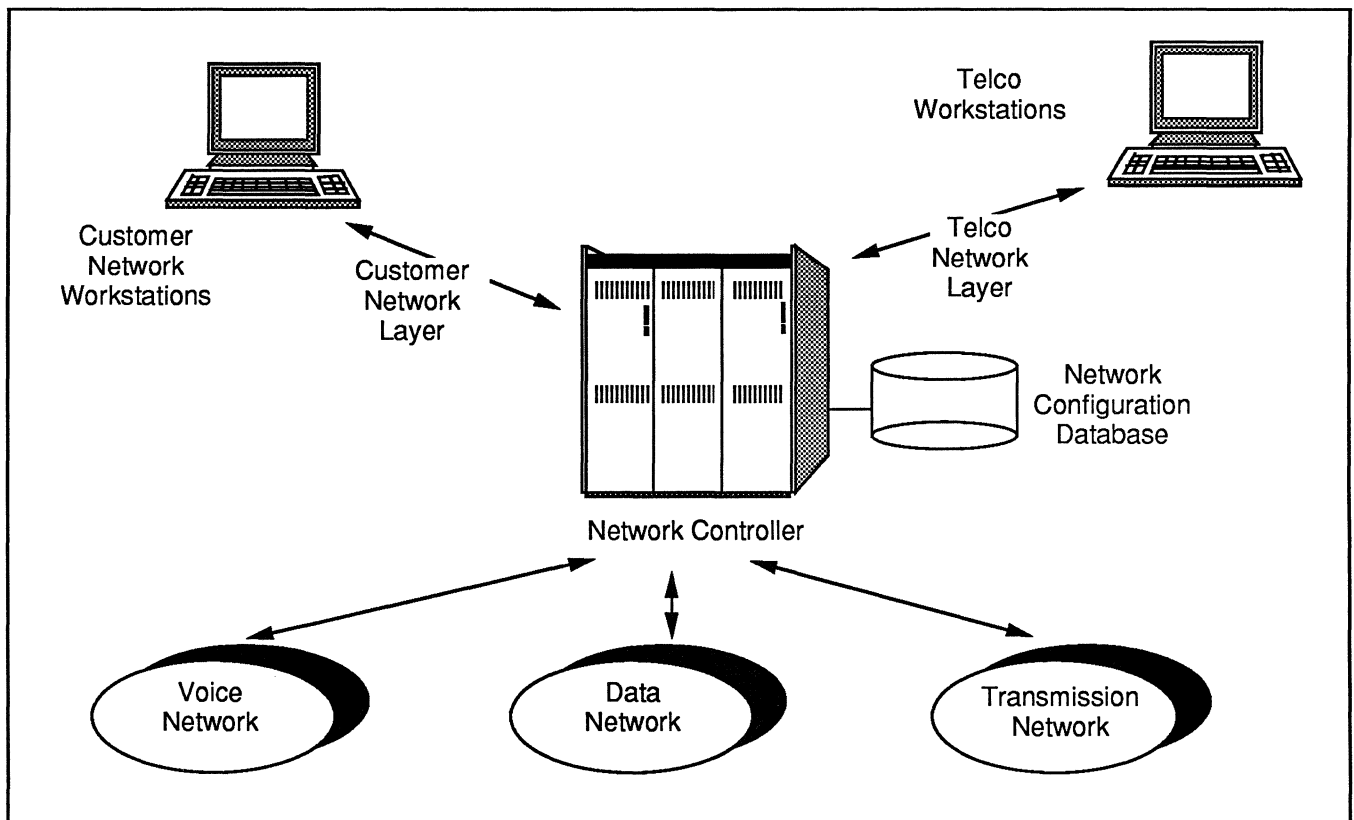 Telco
Workstations
Customer
Network
Workstations
Customer
Network
Layer
Telco
Network
Layer
Network
Configuration
Database
Network Controller
Voice
Network
Data
Network
Transmission
Network